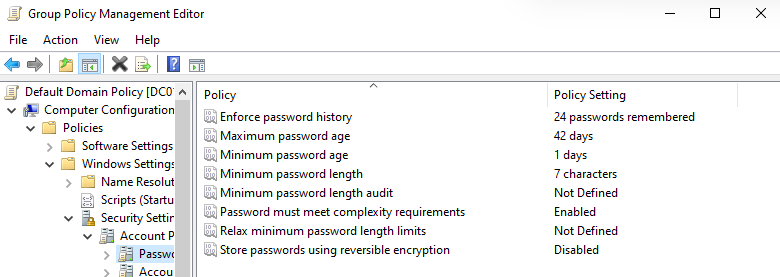 Group Policy Management Editor
File Action View Help
Default Domain Policy [DC0
Computer Configuration
Policies
Software Settings
Windows Settings
Name Resolut
Scripts (Startu
Security Settin
Account P
Passwo
Accou
Policy Policy Setting
Enforce password history 24 passwords remembered
Maximum password age 42 days
Minimum password age 1 days
Minimum password length 7 characters
Minimum password length audit Not Defined
Password must meet complexity requirements Enabled
Relax minimum password length limits Not Defined
Store passwords using reversible encryption Disabled